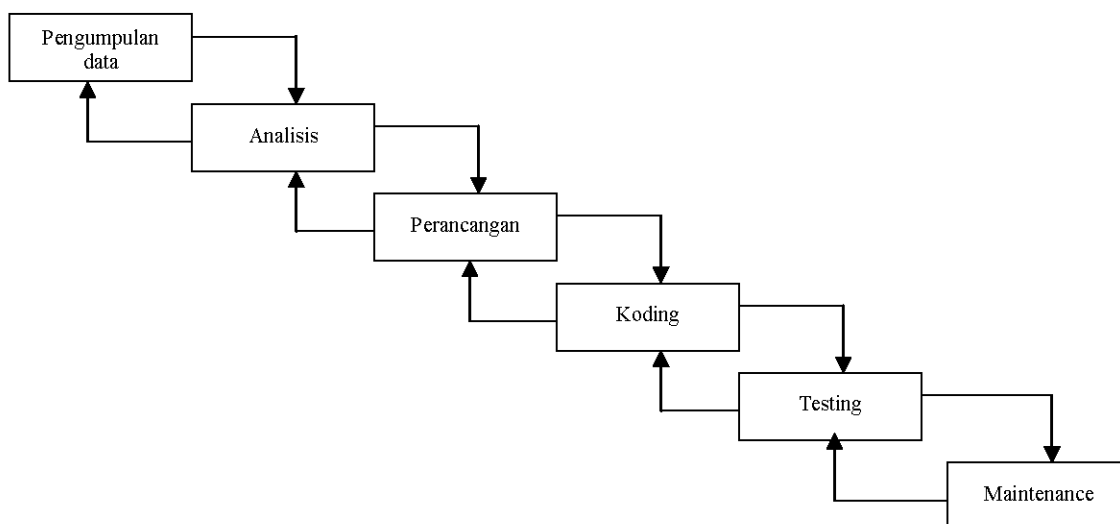 Pengumpulan
data
Analisis
Perancangan
Koding
Testing
Maintenance